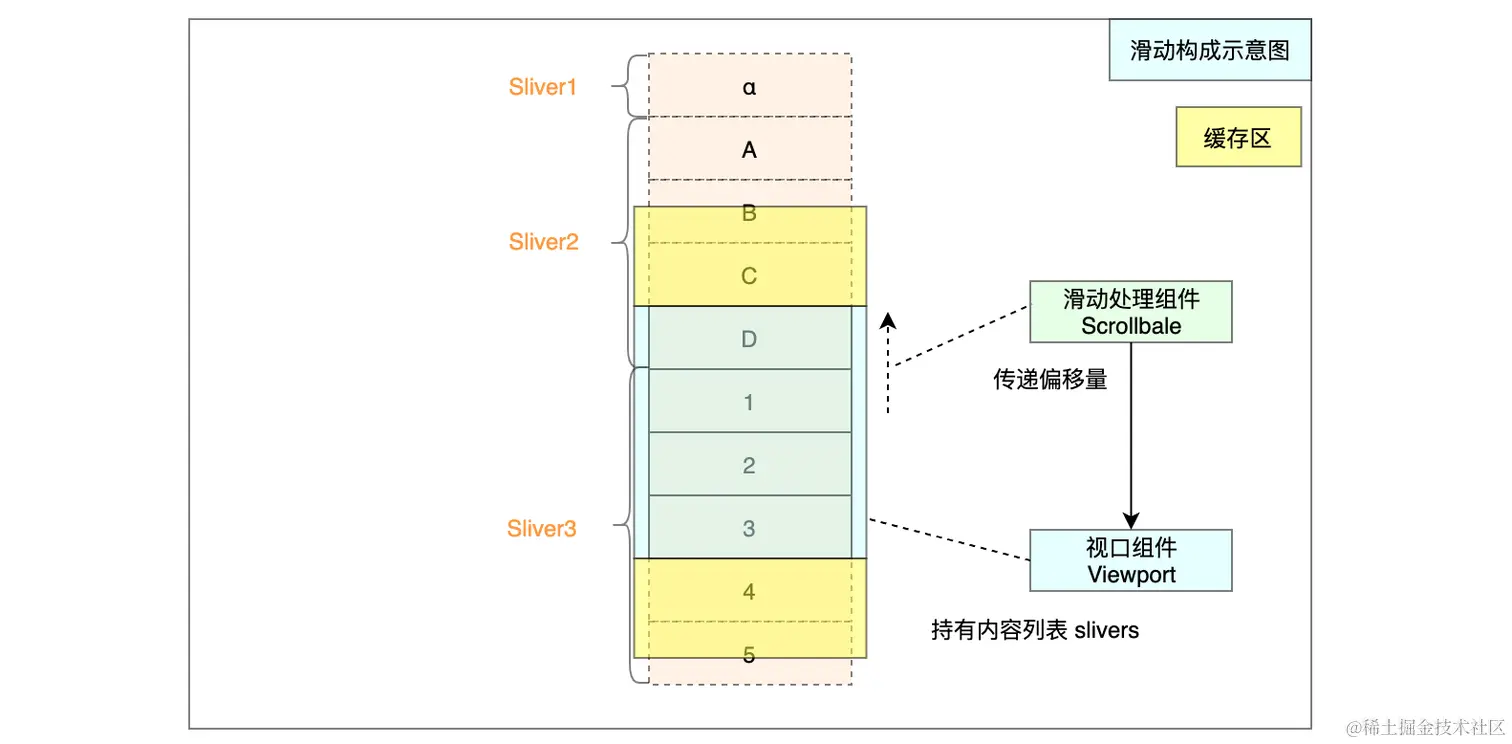 滑动构成示意图
缓存区
Sliver1
α
A
B
Sliver2
C
滑动处理组件
Scrollbale
D
传递偏移量
1
2
Sliver3
3
视口组件
Viewport
4
持有内容列表 slivers
5
@稀土掘金技术社区